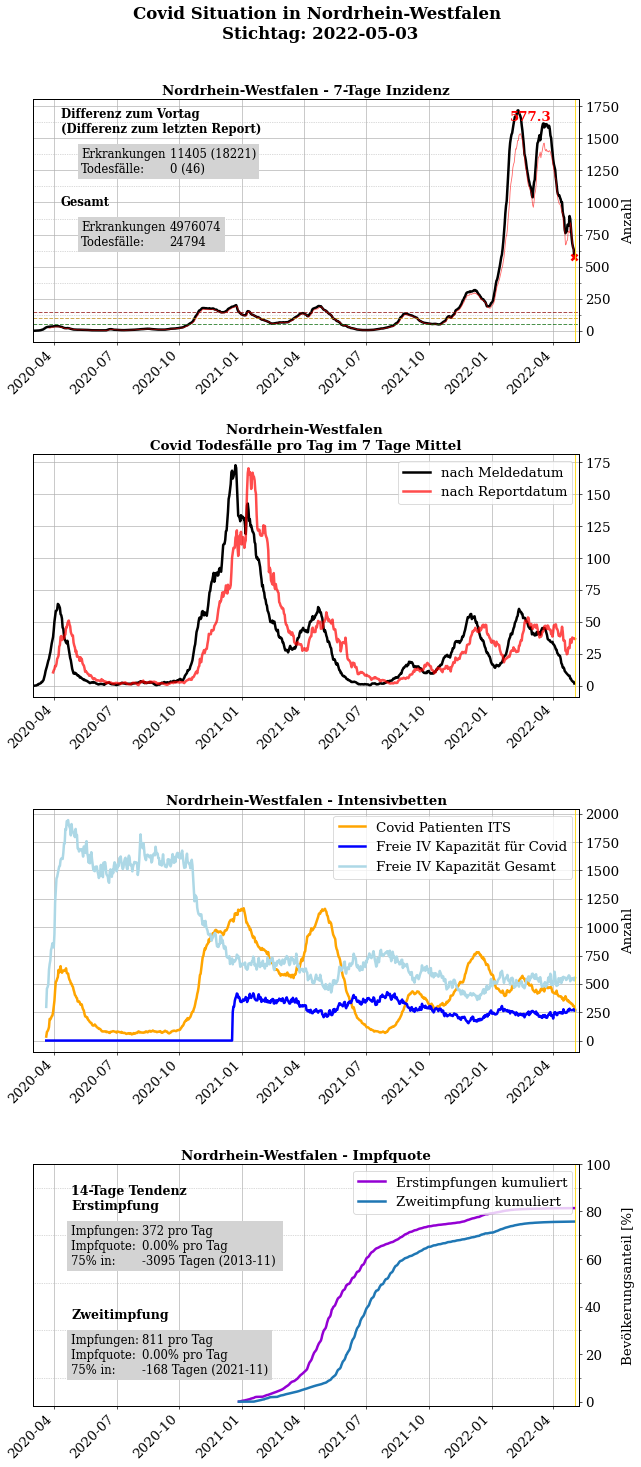 Covid Situation in Nordrhein-Westfalen
Stichtag: 2022-05-03
Nordrhein-Westfalen - 7-Tage Inzidenz
Differenz zum Vortag
(Differenz zum letzten Report)
Erkrankungen 11405 (18221)
Todesfälle: 0 (46)
Gesamt
Erkrankungen 4976074
Todesfälle: 24794
577.3
1750
1500
1250
1000
750
500
250
0
Anzahl
2020-04
2020-07
2020-10
2021-01
2021-04
2021-07
2021-10
2022-01
2022-04
Nordrhein-Westfalen
Covid Todesfälle pro Tag im 7 Tage Mittel
nach Meldedatum
nach Reportdatum
175
150
125
100
75
50
25
0
2020-04
2020-07
2020-10
2021-01
2021-04
2021-07
2021-10
2022-01
2022-04
Nordrhein-Westfalen - Intensivbetten
Covid Patienten ITS
Freie IV Kapazität für Covid
Freie IV Kapazität Gesamt
2000
1750
1500
1250
1000
750
500
250
0
Anzahl
2020-04
2020-07
2020-10
2021-01
2021-04
2021-07
2021-10
2022-01
2022-04
Nordrhein-Westfalen - Impfquote
14-Tage Tendenz
Erstimpfung
Impfungen: 372 pro Tag
Impfquote: 0.00% pro Tag
75% in: -3095 Tagen (2013-11)
Zweitimpfung
Impfungen: 811 pro Tag
Impfquote: 0.00% pro Tag
75% in: -168 Tagen (2021-11)
Erstimpfungen kumuliert
Zweitimpfung kumuliert
100
80
60
40
20
0
Bevölkerungsanteil [%]
2020-04
2020-07
2020-10
2021-01
2021-04
2021-07
2021-10
2022-01
2022-04